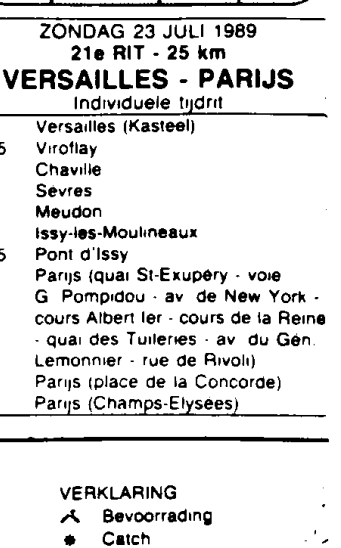 ZONDAG 23 JULI 1989
21e RIT - 25 km
VERSAILLES - PARIJS
Individuele tijdrit
Versailles (Kasteel)
5 Viroflay
Chaville
Sèvres
Meudon
Issy-les-Moulineaux
5 Pont d'Issy
Parijs (quai St-Exupéry - voie
G Pompidou - av de New York -
cours Albert Ier - cours de la Reine
- quai des Tuileries - av du Gén.
Lemonnier - rue de Rivoli)
Parijs (place de la Concorde)
Parijs (Champs-Elysées)
VERKLARING
Bevoorrading
Catch